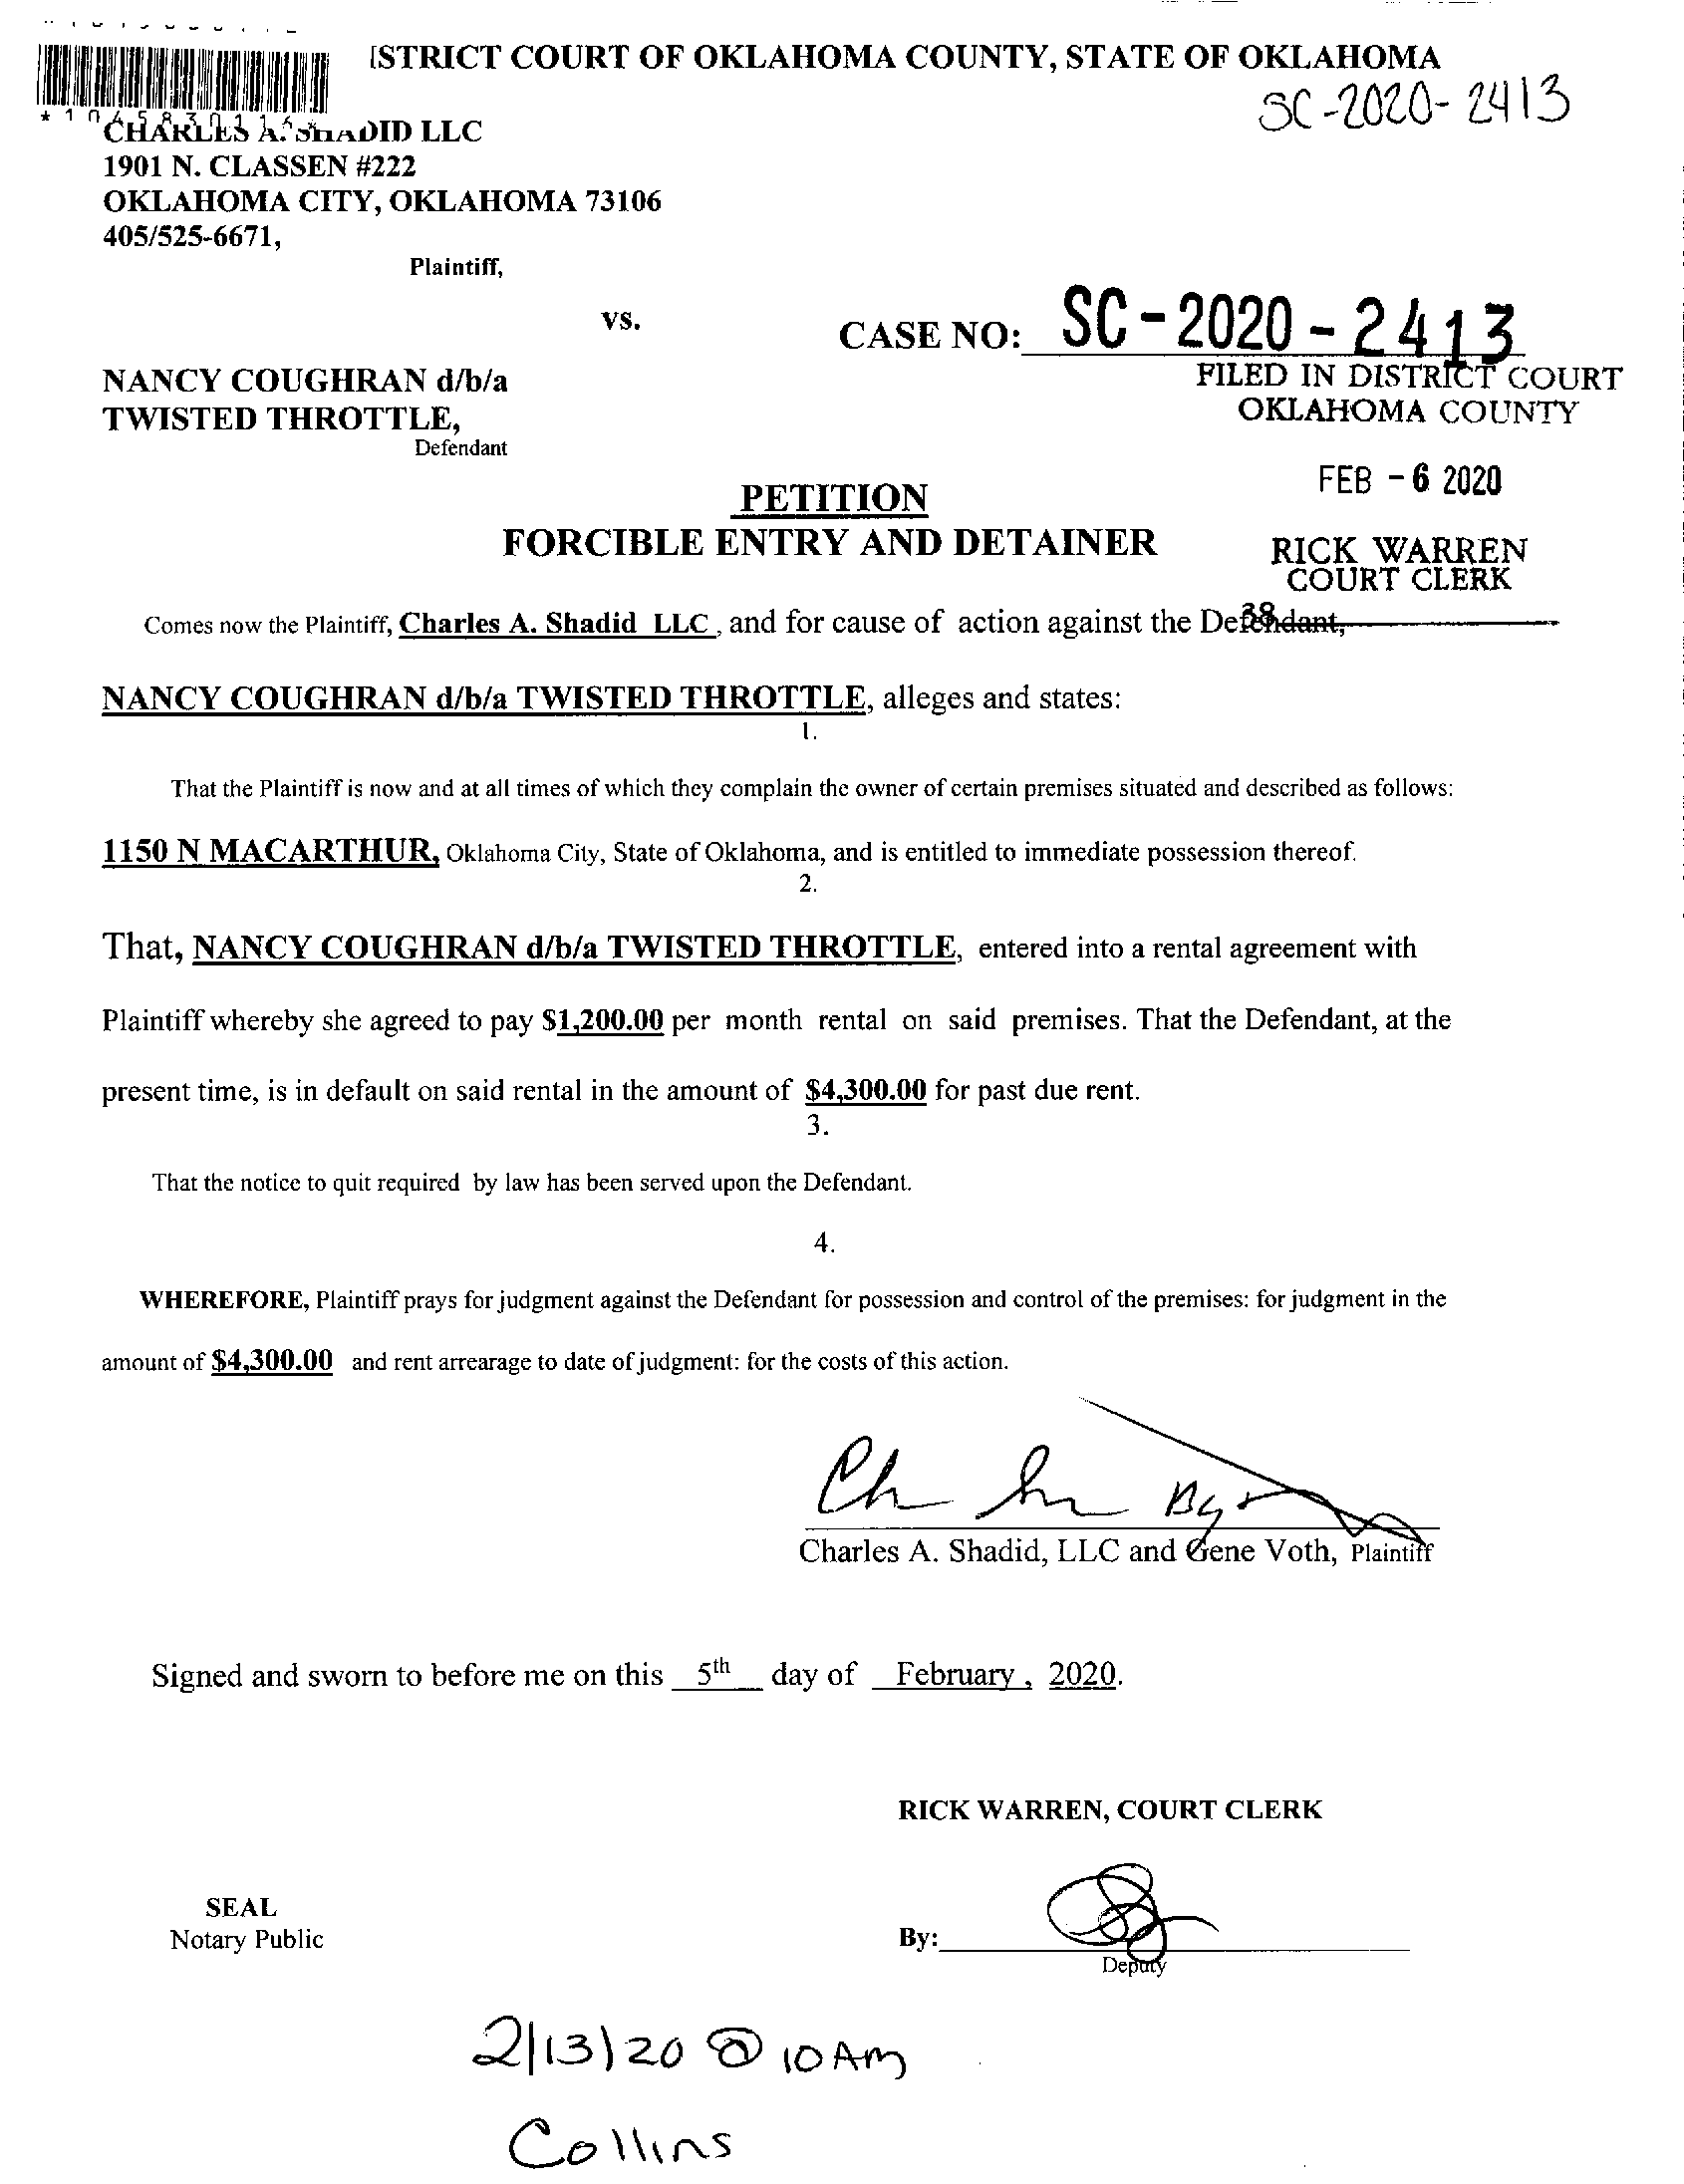 ISTRICT COURT OF OKLAHOMA COUNTY, STATE OF OKLAHOMA
SC-2020-2413
CHARLES A. SHADID LLC
1901 N. CLASSEN #222
OKLAHOMA CITY, OKLAHOMA 73106
405/525-6671,
Plaintiff,
vs.
CASE NO: SC-2020-2413
NANCY COUGHRAN d/b/a
TWISTED THROTTLE,
Defendant
FILED IN DISTRICT COURT
OKLAHOMA COUNTY
FEB -6 2020
RICK WARREN
COURT CLERK
38
PETITION
FORCIBLE ENTRY AND DETAINER
Comes now the Plaintiff, Charles A. Shadid LLC, and for cause of action against the Defendant,
NANCY COUGHRAN d/b/a TWISTED THROTTLE, alleges and states:
1.
That the Plaintiff is now and at all times of which they complain the owner of certain premises situated and described as follows:
1150 N MACARTHUR, Oklahoma City, State of Oklahoma, and is entitled to immediate possession thereof.
2.
That, NANCY COUGHRAN d/b/a TWISTED THROTTLE, entered into a rental agreement with
Plaintiff whereby she agreed to pay $1,200.00 per month rental on said premises. That the Defendant, at the
present time, is in default on said rental in the amount of $4,300.00 for past due rent.
3.
That the notice to quit required by law has been served upon the Defendant.
4.
WHEREFORE, Plaintiff prays for judgment against the Defendant for possession and control of the premises: for judgment in the
amount of $4,300.00 and rent arrearage to date of judgment: for the costs of this action.
By
Charles A. Shadid, LLC and Gene Voth, Plaintiff
Signed and sworn to before me on this 5th day of February, 2020.
RICK WARREN, COURT CLERK
SEAL
Notary Public
By:
Deputy
2/13/20 @ 10 AM
Collins